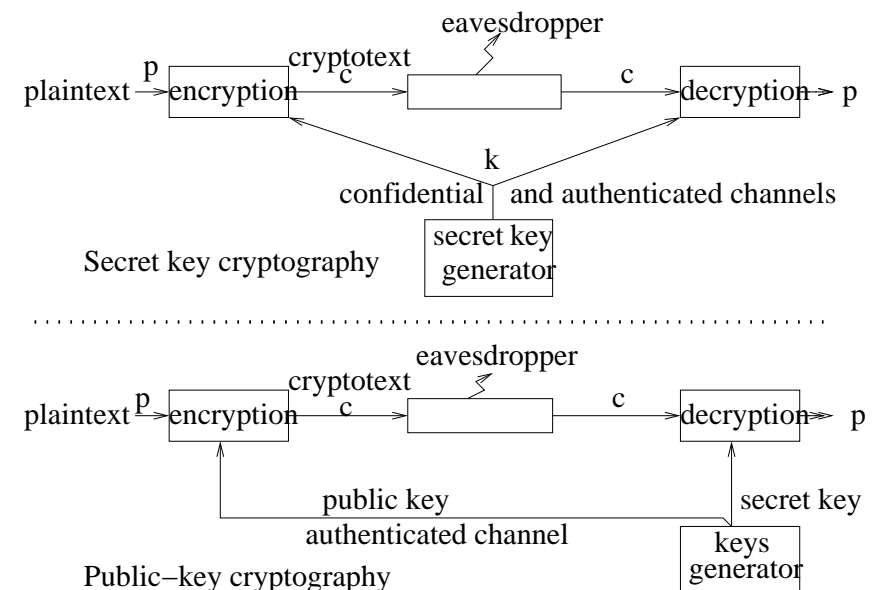 eavesdropper
cryptotext
p
c
c
plaintext
encryption
decryption
p
k
confidential and authenticated channels
secret key
generator
Secret key cryptography
eavesdropper
cryptotext
p
c
c
plaintext
encryption
decryption
p
public key
secret key
authenticated channel
keys
generator
Public−key cryptography